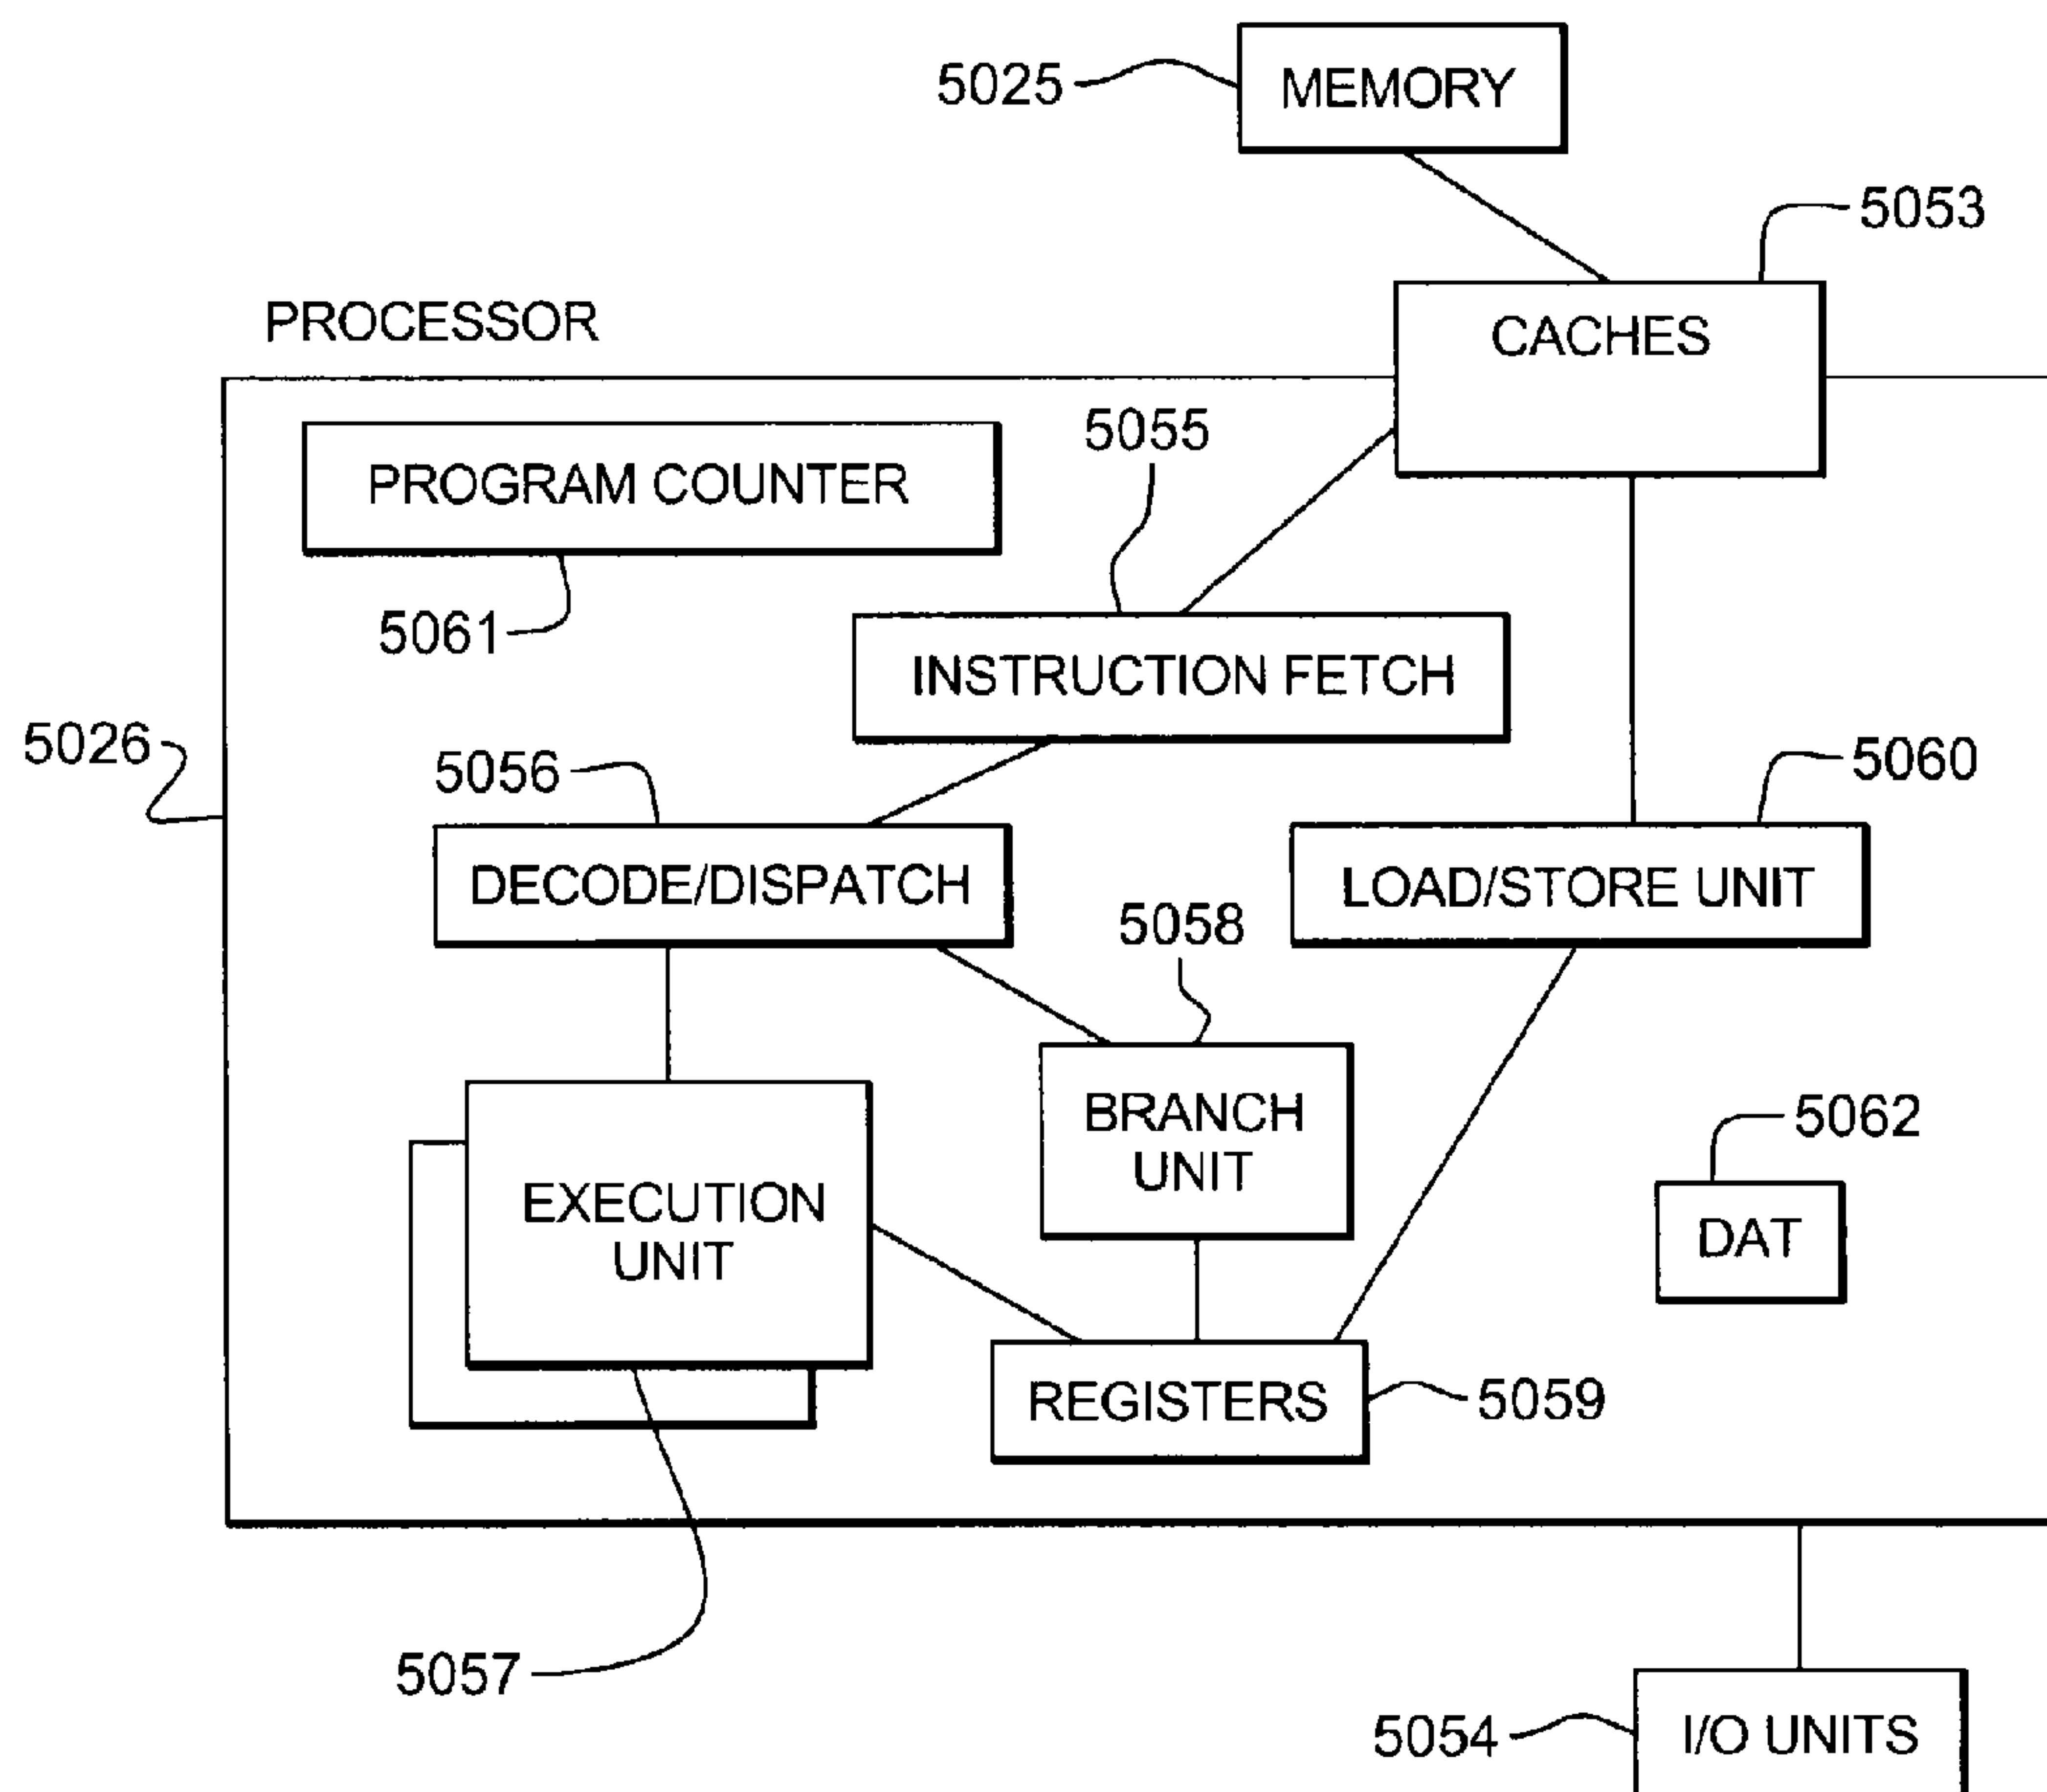 MEMORY
5025
5053
CACHES
PROCESSOR
5055
PROGRAM COUNTER
5061
INSTRUCTION FETCH
5026
5056
5060
DECODE/DISPATCH
LOAD/STORE UNIT
5058
BRANCH
UNIT
5062
EXECUTION
UNIT
DAT
REGISTERS
5059
5057
5054
I/O UNITS